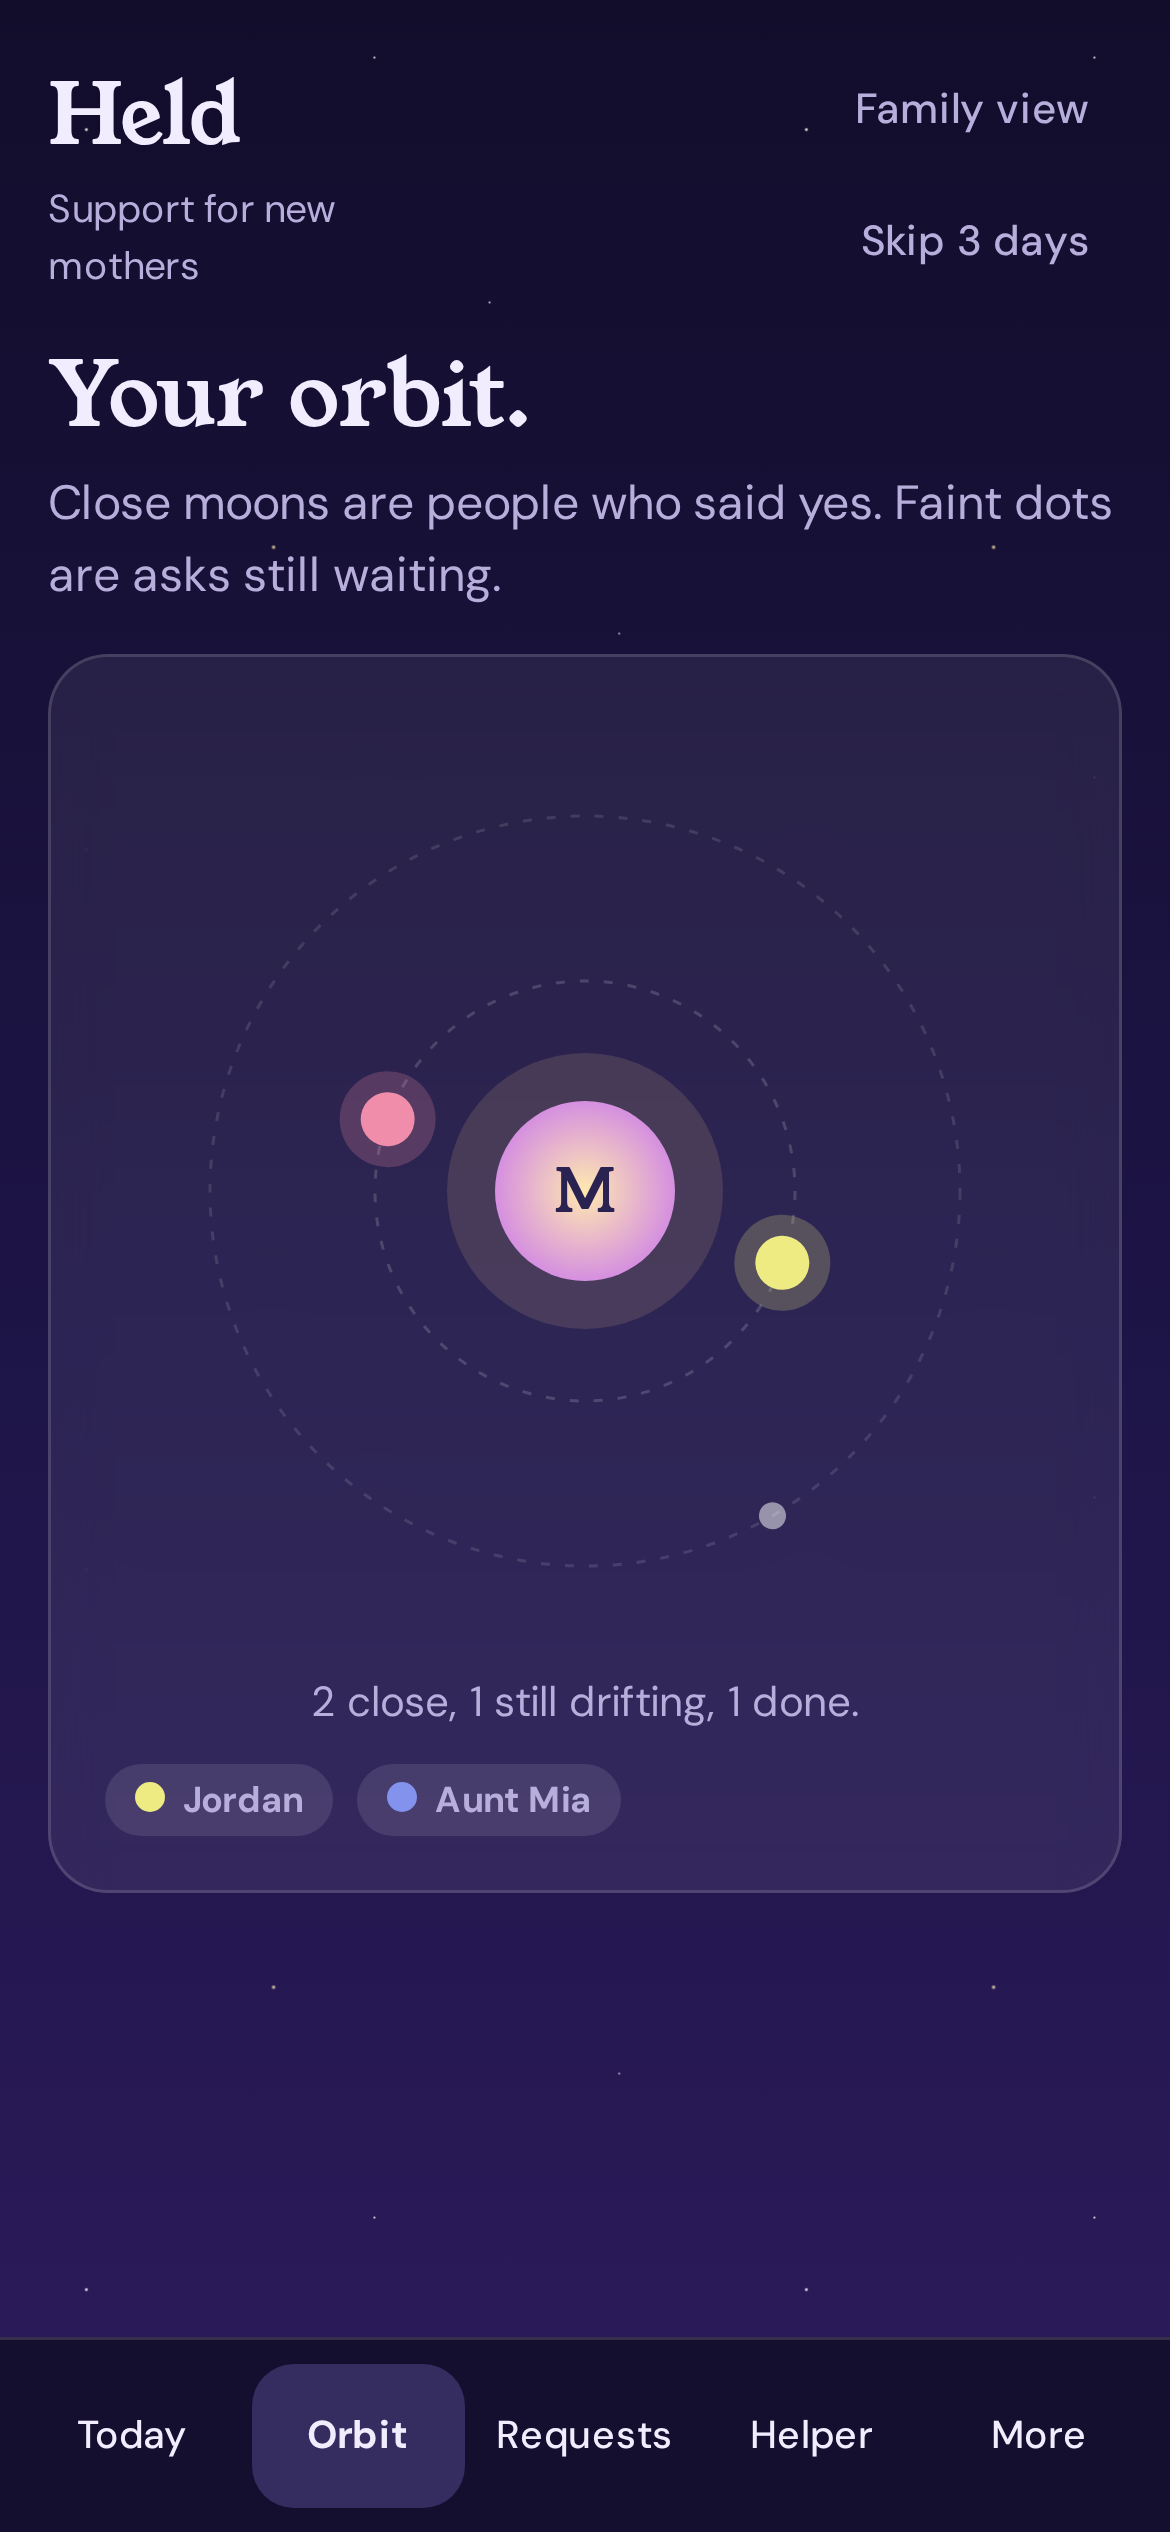 Held
Family view
Support for new
mothers
Skip 3 days
Your orbit.
Close moons are people who said yes. Faint dots
are asks still waiting.
M
2 close, 1 still drifting, 1 done.
Jordan
Aunt Mia
Today
Orbit
Requests
Helper
More